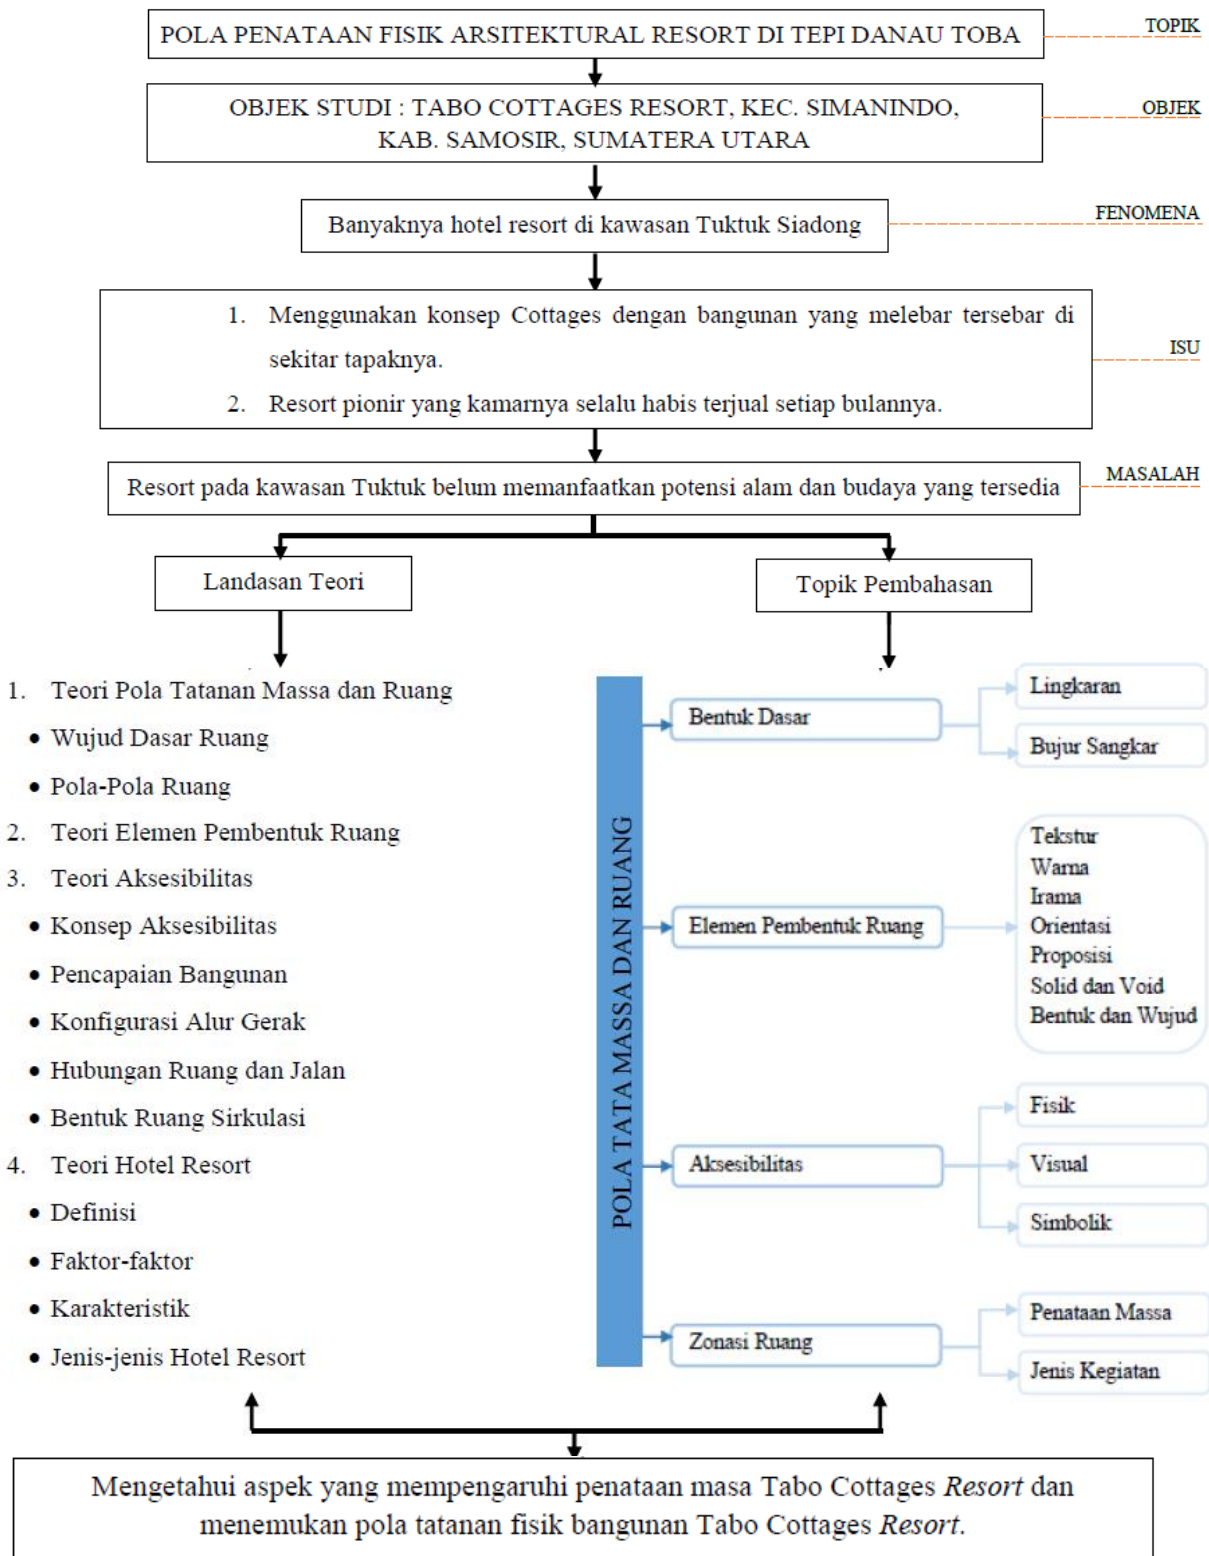 POLA PENATAAN FISIK ARSITEKTURAL RESORT DI TEPI DANAU TOBA
TOPIK
OBJEK STUDI : TABO COTTAGES RESORT, KEC. SIMANINDO,
KAB. SAMOSIR, SUMATERA UTARA
OBJEK
Banyaknya hotel resort di kawasan Tuktuk Siadong
FENOMENA
1. Menggunakan konsep Cottages dengan bangunan yang melebar tersebar di
sekitar tapaknya.
2. Resort pionir yang kamarnya selalu habis terjual setiap bulannya.
ISU
Resort pada kawasan Tuktuk belum memanfaatkan potensi alam dan budaya yang tersedia
MASALAH
Landasan Teori
1. Teori Pola Tatanan Massa dan Ruang
• Wujud Dasar Ruang
• Pola-Pola Ruang
2. Teori Elemen Pembentuk Ruang
3. Teori Aksesibilitas
• Konsep Aksesibilitas
• Pencapaian Bangunan
• Konfigurasi Alur Gerak
• Hubungan Ruang dan Jalan
• Bentuk Ruang Sirkulasi
4. Teori Hotel Resort
• Definisi
• Faktor-faktor
• Karakteristik
• Jenis-jenis Hotel Resort
Topik Pembahasan
POLA TATA MASSA DAN RUANG
Bentuk Dasar
Lingkaran
Bujur Sangkar
Elemen Pembentuk Ruang
Tekstur
Warna
Irama
Orientasi
Proposisi
Solid dan Void
Bentuk dan Wujud
Aksesibilitas
Fisik
Visual
Simbolik
Zonasi Ruang
Penataan Massa
Jenis Kegiatan
Mengetahui aspek yang mempengaruhi penataan masa Tabo Cottages Resort dan
menemukan pola tatanan fisik bangunan Tabo Cottages Resort.